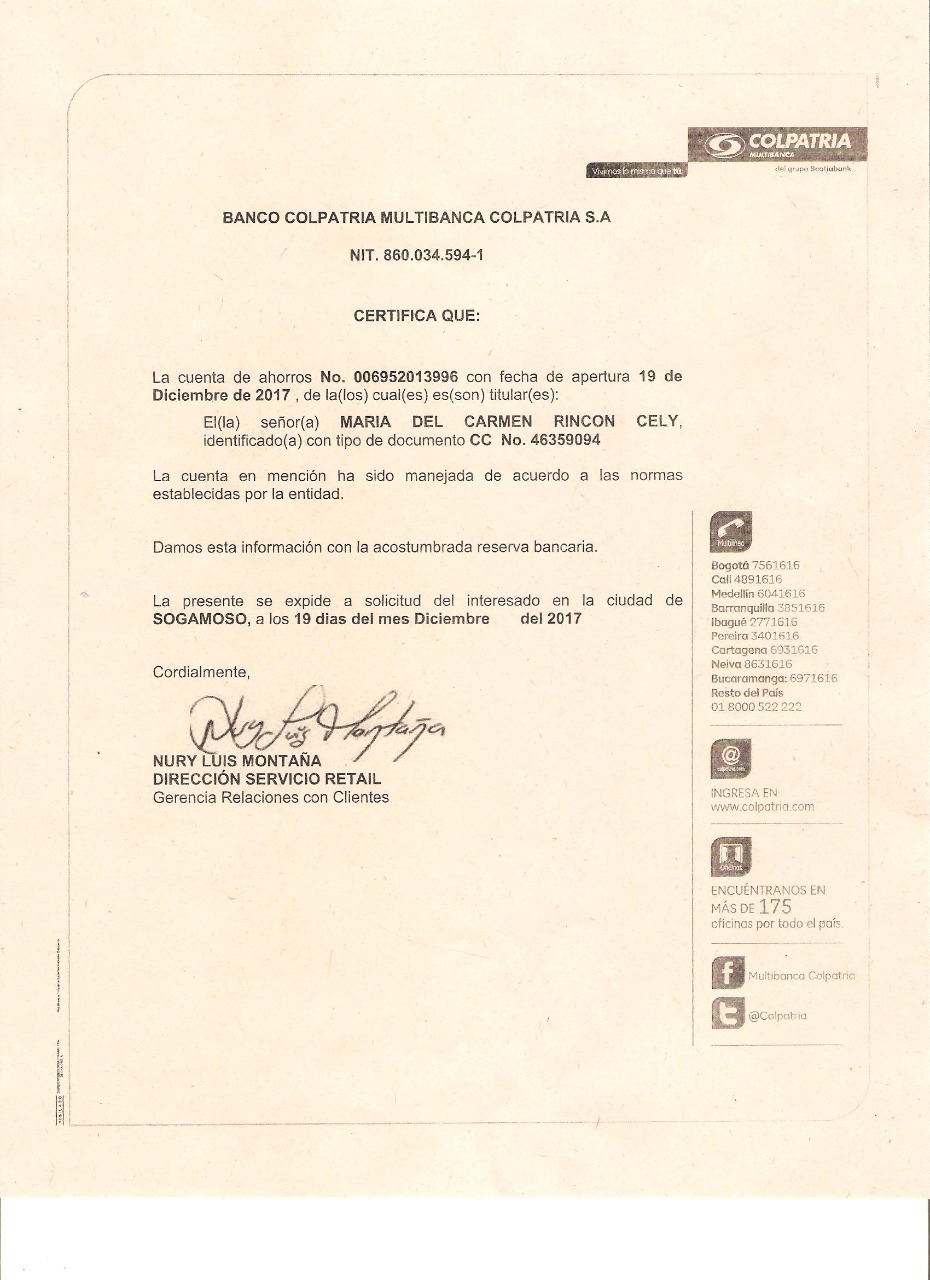 COLPATRIA
MULTIBANCA
del grupo Scotiabank
Vivimos lo mismo que tú.
BANCO COLPATRIA MULTIBANCA COLPATRIA S.A
NIT. 860.034.594-1
CERTIFICA QUE:
La cuenta de ahorros No. 006952013996 con fecha de apertura 19 de
Diciembre de 2017 , de la(los) cual(es) es(son) titular(es):
El(la) señor(a) MARIA DEL CARMEN RINCON CELY,
identificado(a) con tipo de documento CC No. 46359094
La cuenta en mención ha sido manejada de acuerdo a las normas
establecidas por la entidad.
Damos esta información con la acostumbrada reserva bancaria.
La presente se expide a solicitud del interesado en la ciudad de
SOGAMOSO, a los 19 dias del mes Diciembre del 2017
Cordialmente,
Nury Luis Montaña
NURY LUIS MONTAÑA
DIRECCIÓN SERVICIO RETAIL
Gerencia Relaciones con Clientes
Multilínea
Bogotá 7561616
Cali 4891616
Medellín 6041616
Barranquilla 3851616
Ibagué 2771616
Pereira 3401616
Cartagena 6931616
Neiva 8631616
Bucaramanga: 6971616
Resto del País
01 8000 522 222
INGRESA EN
www.colpatria.com
Oficinas
ENCUÉNTRANOS EN
MÁS DE 175
oficinas por todo el país.
Multibanca Colpatria
@Colpatria